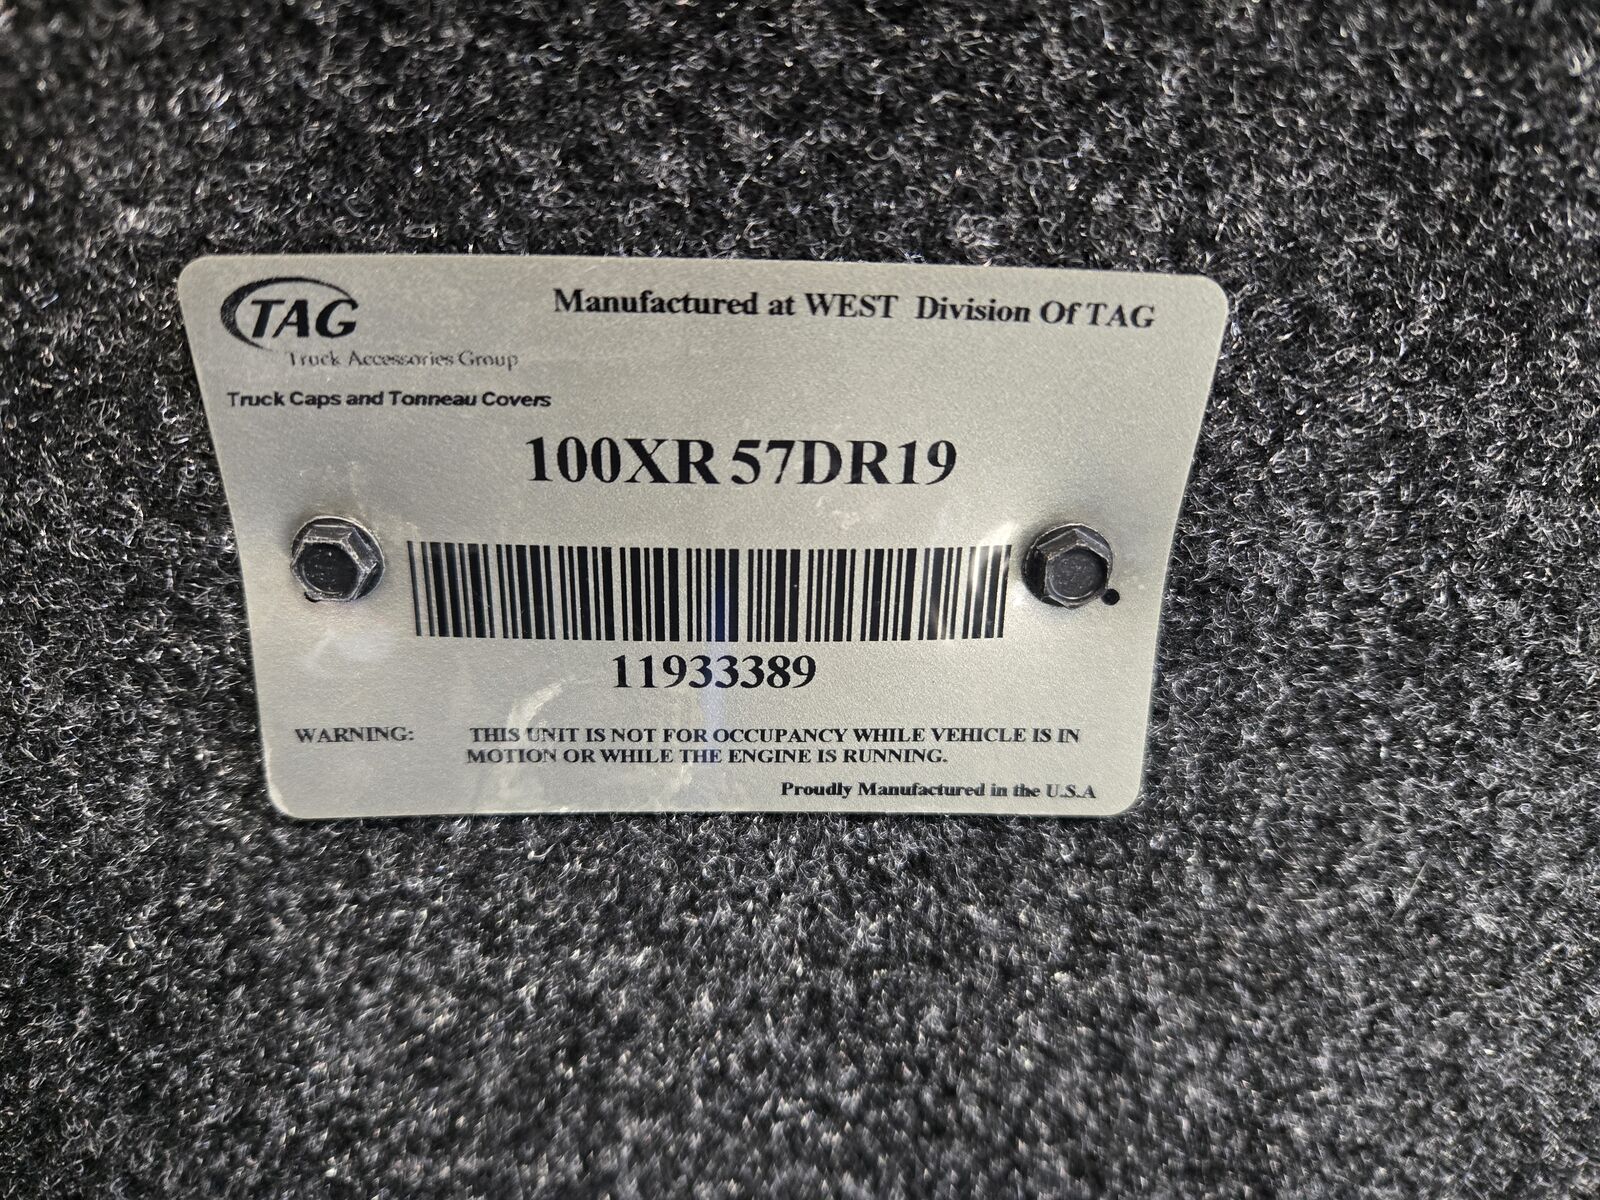 TAG
Manufactured at WEST Division Of TAG
Truck Accessories Group
Truck Caps and Tonneau Covers
100XR 57DR19
11933389
WARNING: THIS UNIT IS NOT FOR OCCUPANCY WHILE VEHICLE IS IN
MOTION OR WHILE THE ENGINE IS RUNNING.
Proudly Manufactured in the U.S.A